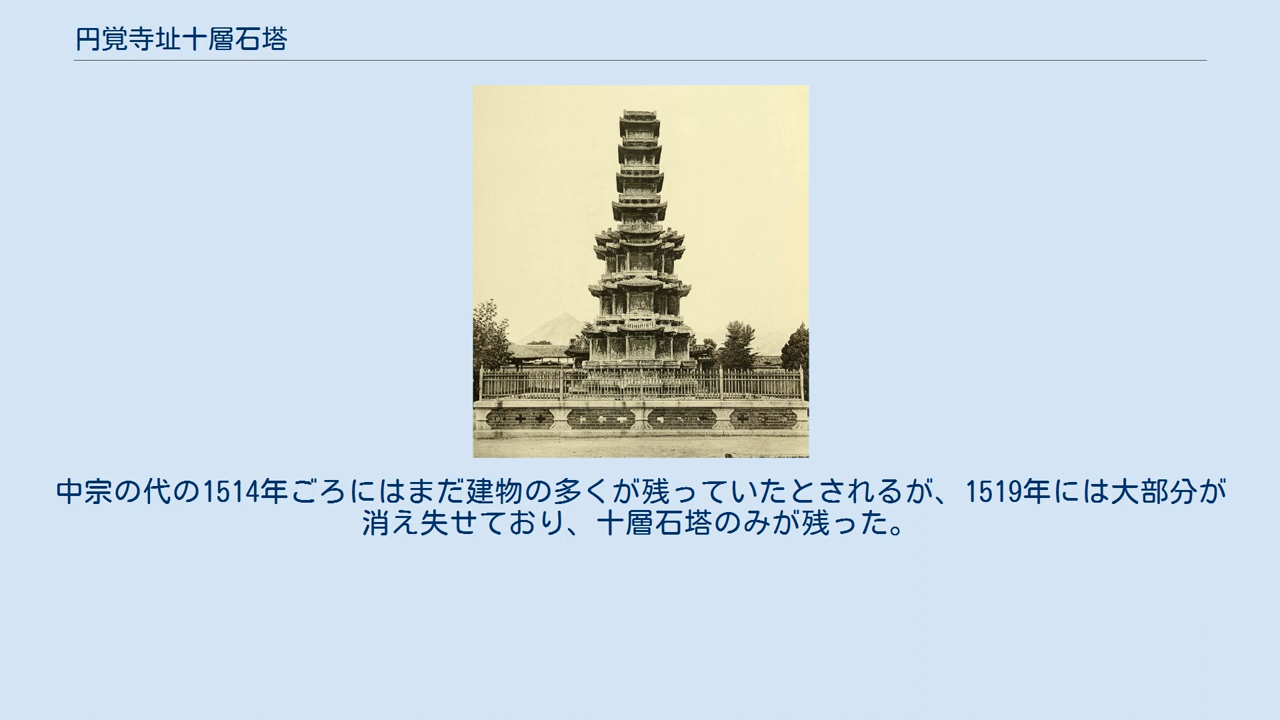 円覚寺址十層石塔
中宗の代の1514年ごろにはまだ建物の多くが残っていたとされるが、1519年には大部分が
消え失せており、十層石塔のみが残った。